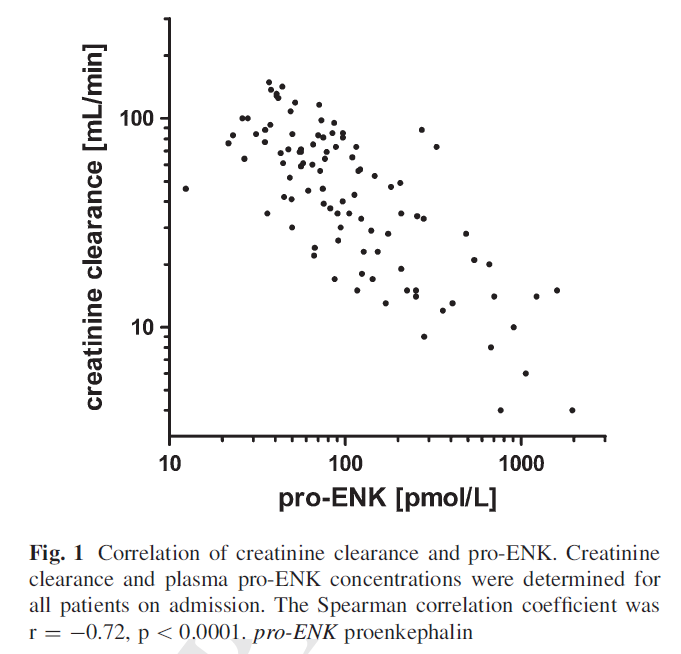 creatinine clearance [mL/min]
100
10
10
100
1000
pro-ENK [pmol/L]
Fig. 1 Correlation of creatinine clearance and pro-ENK. Creatinine
clearance and plasma pro-ENK concentrations were determined for
all patients on admission. The Spearman correlation coefficient was
r = −0.72, p < 0.0001. pro-ENK proenkephalin